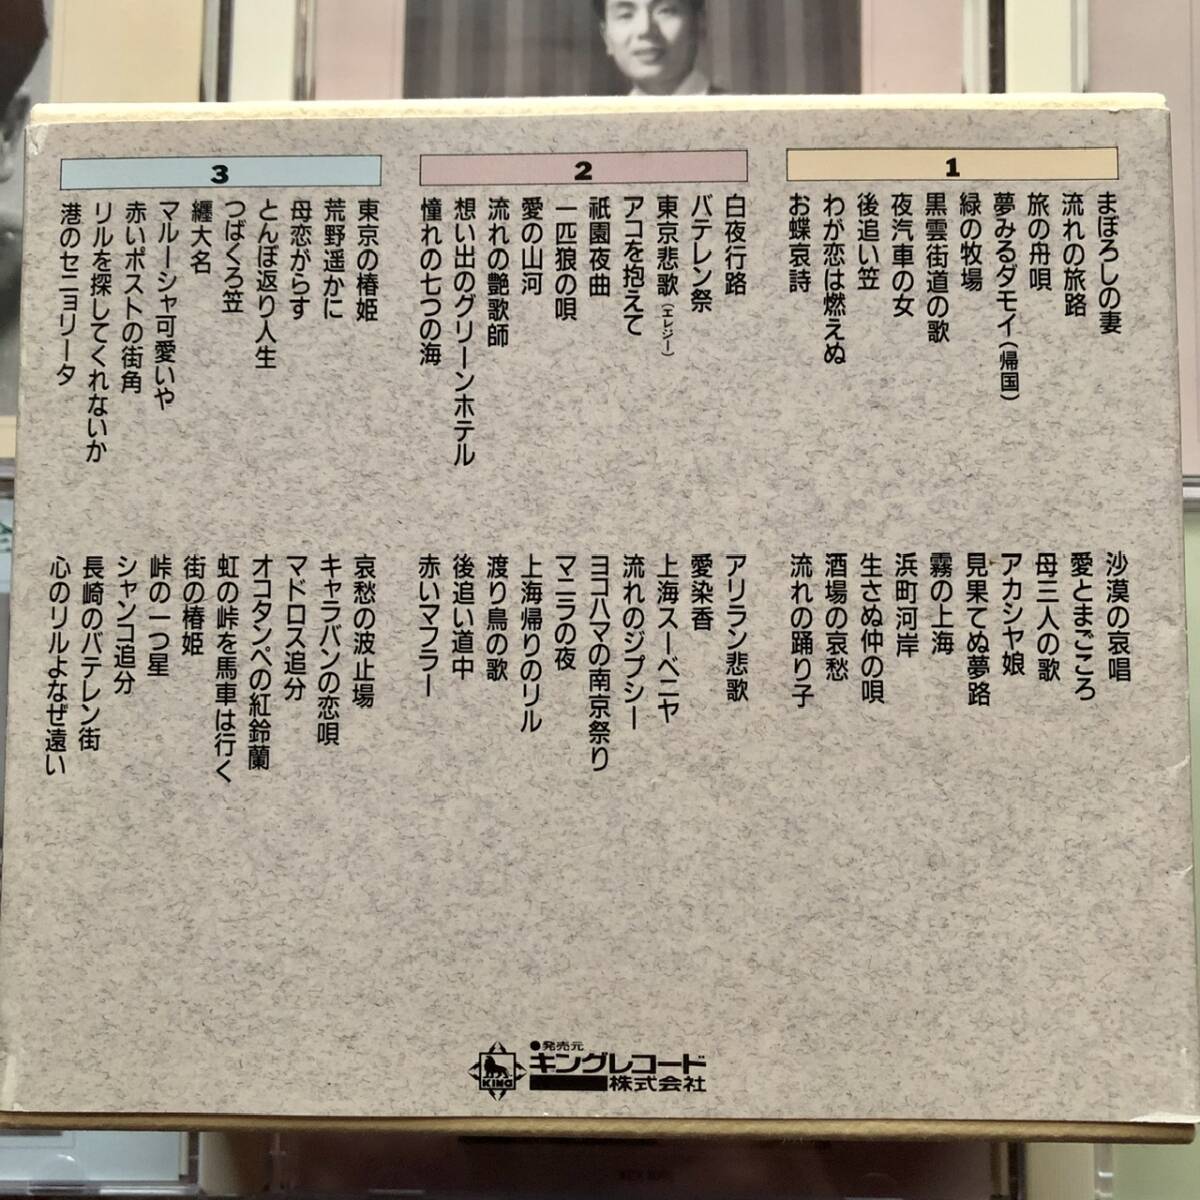 1
まぼろしの妻
流れの旅路
旅の舟唄
夢みるダモイ(帰国)
緑の牧場
黒雲街道の歌
夜汽車の女
後追い笠
わが恋は燃えぬ
お蝶哀詩
沙漠の哀唱
愛とまごころ
母三人の歌
アカシヤ娘
見果てぬ夢路
霧の上海
浜町河岸
生さぬ仲の唄
酒場の哀愁
流れの踊り子
2
白夜行路
バテレン祭
東京悲歌(エレジー)
アコを抱えて
祇園夜曲
一匹狼の唄
愛の山河
流れの艶歌師
想い出のグリーンホテル
憧れの七つの海
アリラン悲歌
愛染香
上海スーベニヤ
流れのジプシー
ヨコハマの南京祭り
マニラの夜
上海帰りのリル
渡り鳥の歌
後追い道中
赤いマフラー
3
東京の椿姫
荒野遥かに
母恋がらす
とんぼ返り人生
つばくろ笠
纒大名
マルーシャ可愛いや
赤いポストの街角
リルを探してくれないか
港のセニョリータ
哀愁の波止場
キャラバンの恋唄
マドロス追分
オコタンペの紅鈴蘭
虹の峠を馬車は行く
街の椿姫
峠の一つ星
シャンコ追分
長崎のバテレン街
心のリルよなぜ遠い
KING
●発売元
キングレコード
株式会社